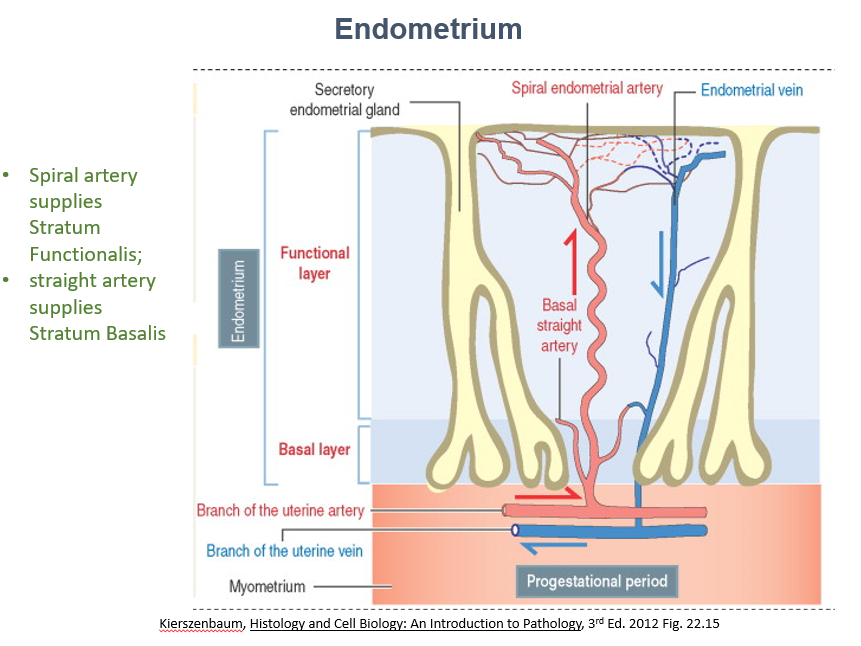 Endometrium
Secretory
endometrial gland
Spiral endometrial artery
Endometrial vein
• Spiral artery
supplies
Stratum
Functionalis;
• straight artery
supplies
Stratum Basalis
Endometrium
Functional
layer
Basal
straight
artery
Basal layer
Branch of the uterine artery
Branch of the uterine vein
Myometrium
Progestational period
Kierszenbaum, Histology and Cell Biology: An Introduction to Pathology, 3rd Ed. 2012 Fig. 22.15